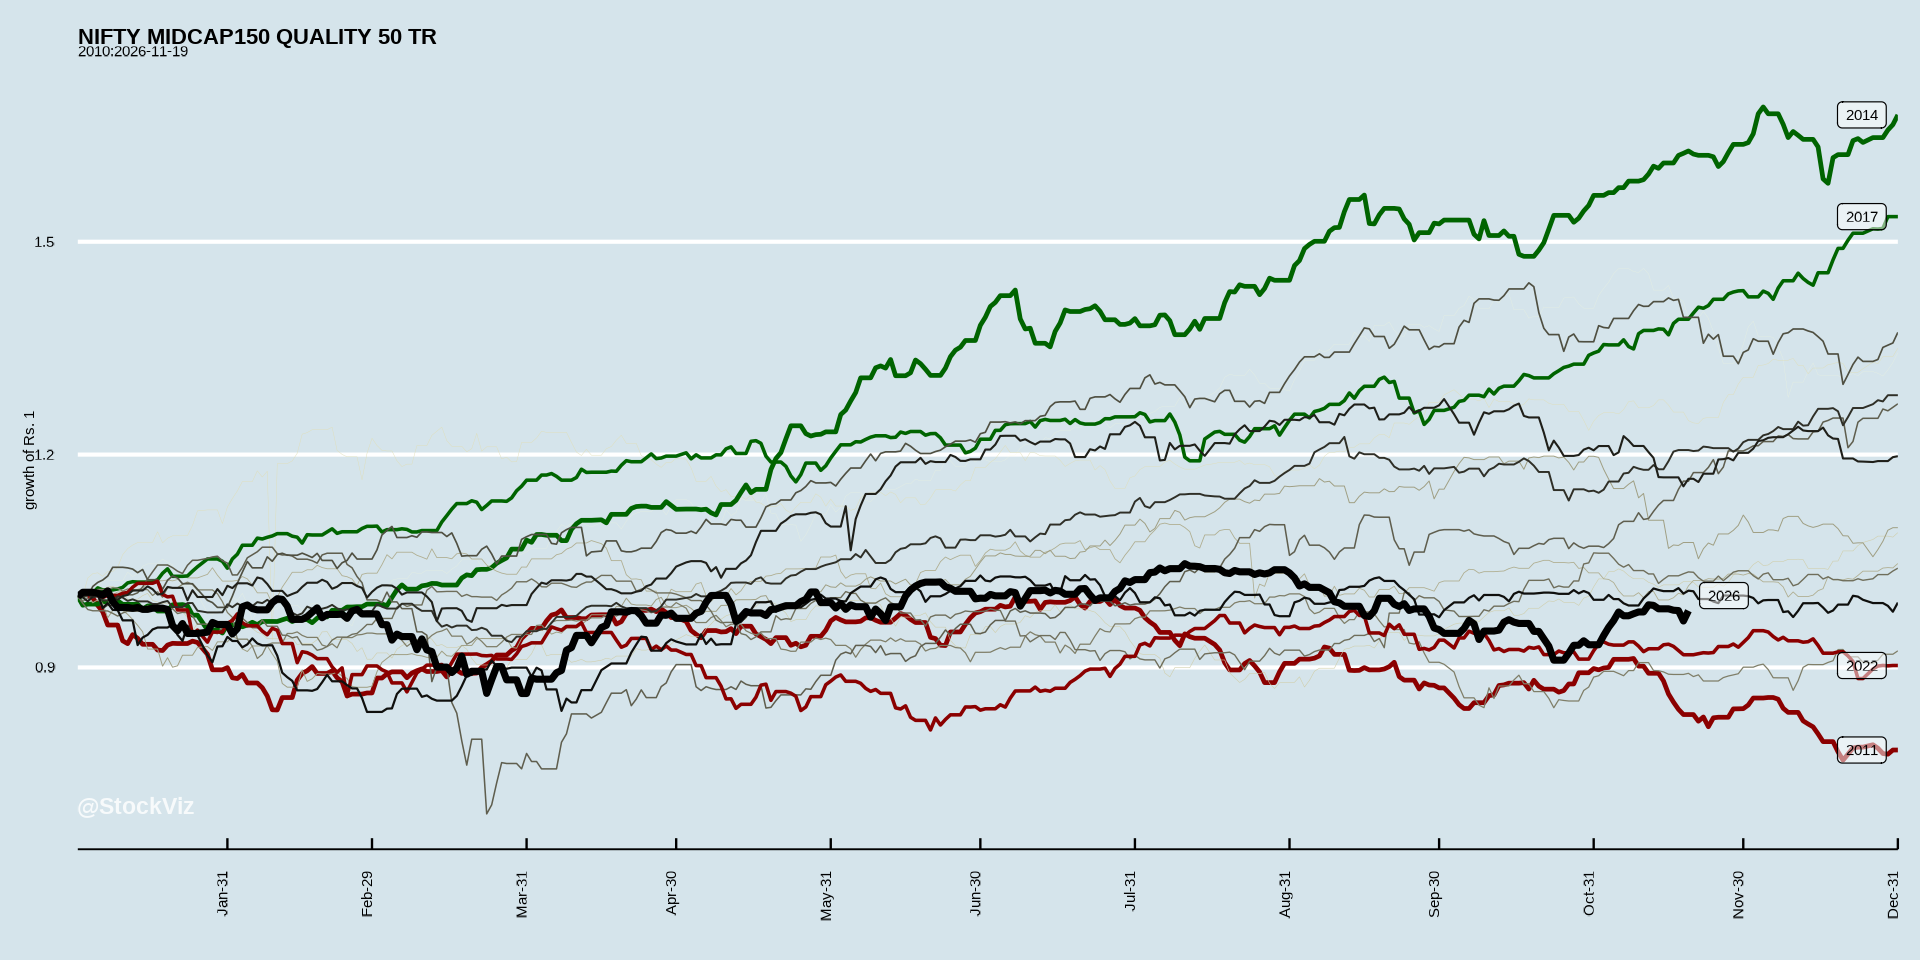 NIFTY MIDCAP150 QUALITY 50 TR
2010:2026-11-19
2014
2017
1.5
growth of Rs. 1
1.2
2026
0.9
2022
2011
@StockViz
Jan-31
Feb-29
Mar-31
Apr-30
May-31
Jun-30
Jul-31
Aug-31
Sep-30
Oct-31
Nov-30
Dec-31